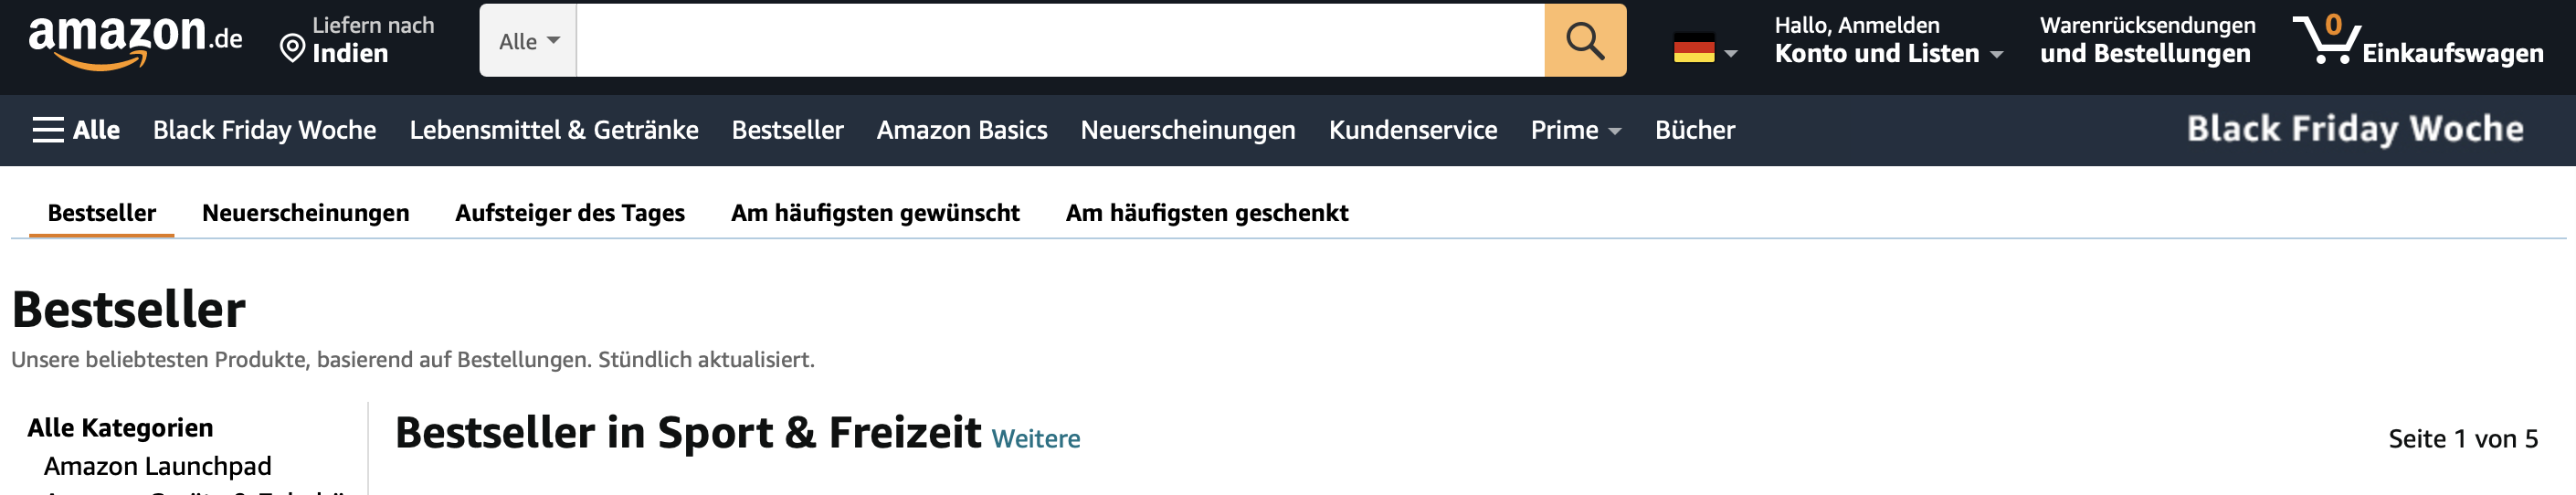 amazon.de
Liefern nach
Indien
Alle
Hallo, Anmelden
Konto und Listen
Warenrücksendungen
und Bestellungen
0
Einkaufswagen
Alle Black Friday Woche Lebensmittel & Getränke Bestseller Amazon Basics Neuerscheinungen Kundenservice Prime Bücher Black Friday Woche
Bestseller Neuerscheinungen Aufsteiger des Tages Am häufigsten gewünscht Am häufigsten geschenkt
Bestseller
Unsere beliebtesten Produkte, basierend auf Bestellungen. Stündlich aktualisiert.
Alle Kategorien
Amazon Launchpad
Bestseller in Sport & Freizeit Weitere
Seite 1 von 5